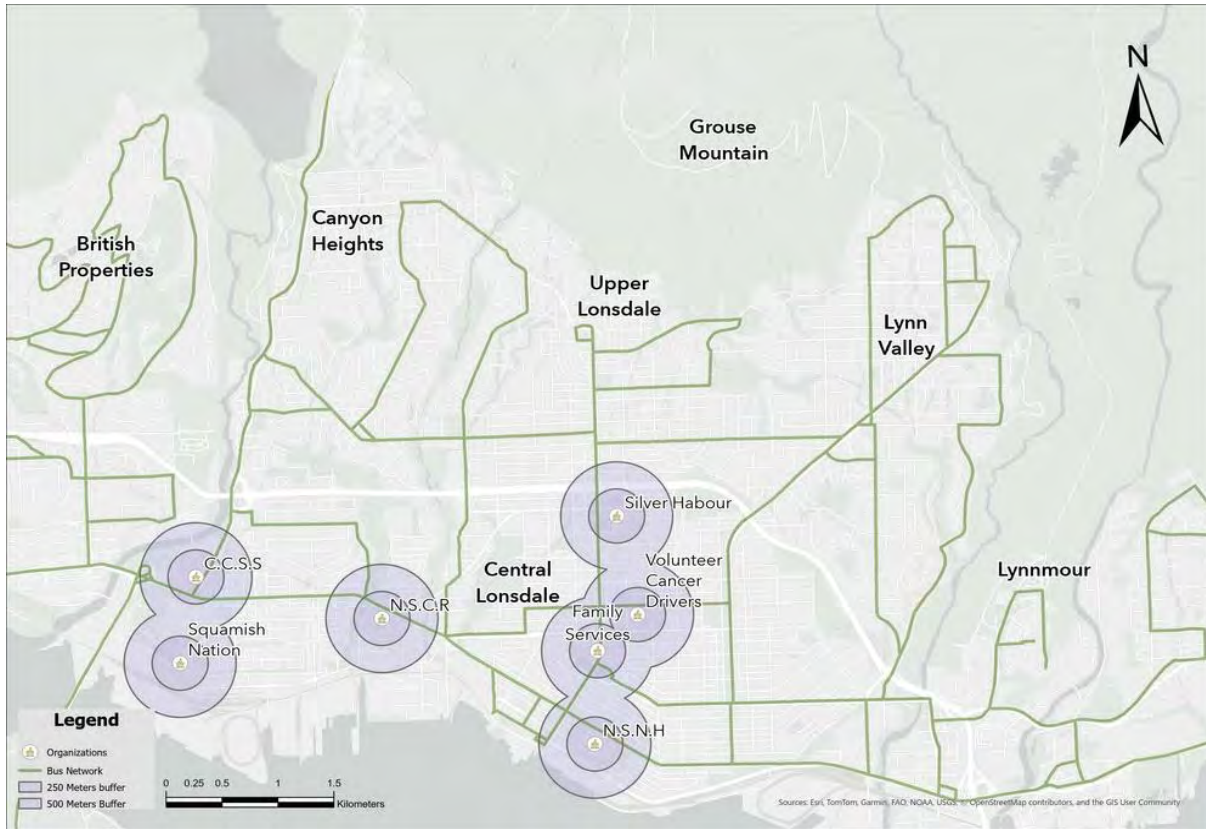 N
Grouse
Mountain
Canyon
Heights
British
Properties
Upper
Lonsdale
Lynn
Valley
Silver Habour
Volunteer
Cancer
Drivers
C.C.S.S
Central
Lonsdale
Lynnmour
N.S.C.R
Family
Services
Squamish
Nation
N.S.N.H
Legend
Organizations
Bus Network
250 Meters buffer
500 Meters Buffer
0 0.25 0.5 1 1.5
Kilometers
Sources: Esri, TomTom, Garmin, FAO, NOAA, USGS, © OpenStreetMap contributors, and the GIS User Community